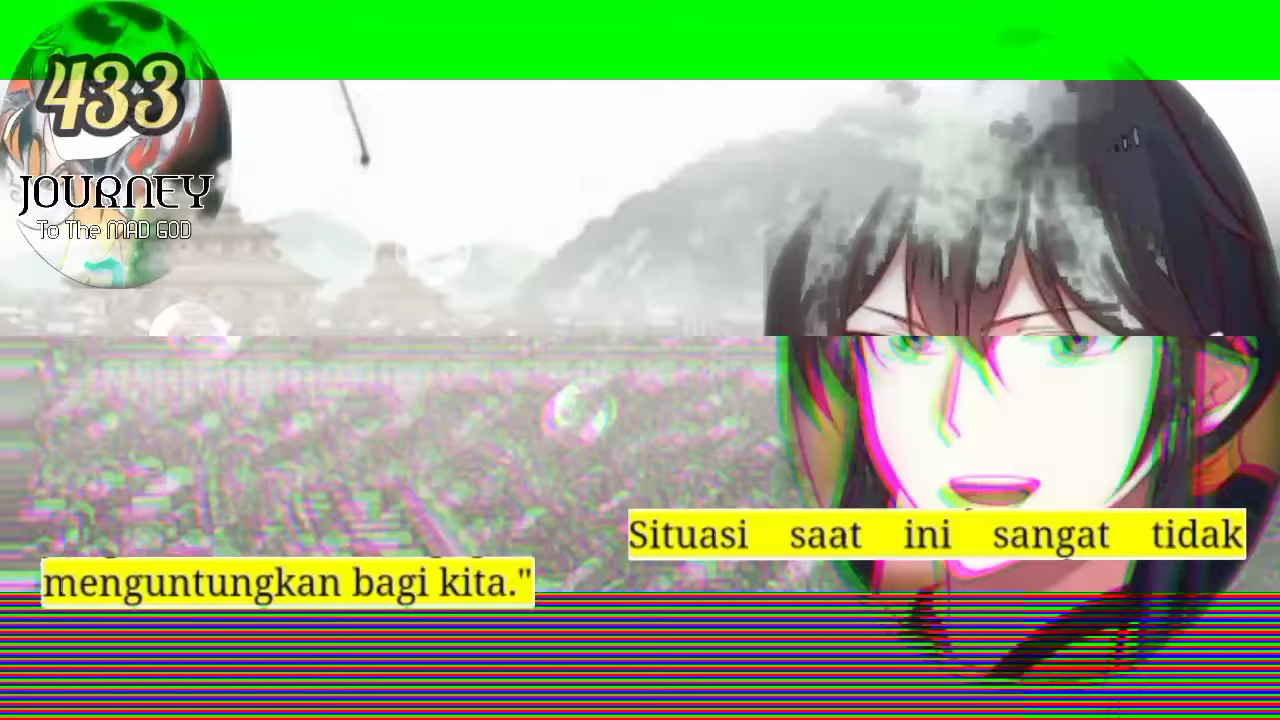 433
JOURNEY
To The MAD GOD
Situasi saat ini sangat tidak
menguntungkan bagi kita."